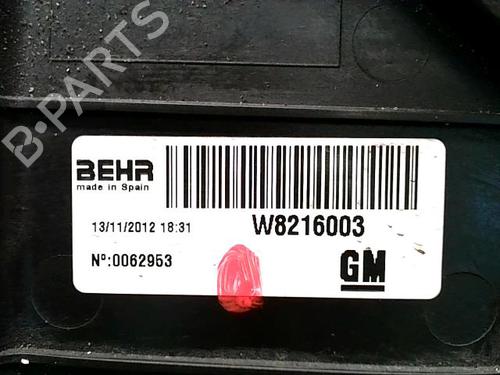 B-PARTS
BEHR
made in Spain
13/11/2012 18:31
W8216003
Nº:0062953
GM